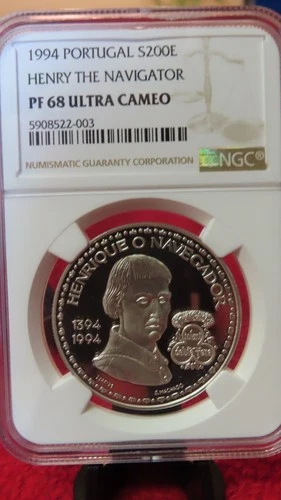 1994 PORTUGAL S200E
HENRY THE NAVIGATOR
PF 68 ULTRA CAMEO
5908522-003
NUMISMATIC GUARANTY CORPORATION
NGC®
HENRIQUE O NAVEGADOR
1394
1994